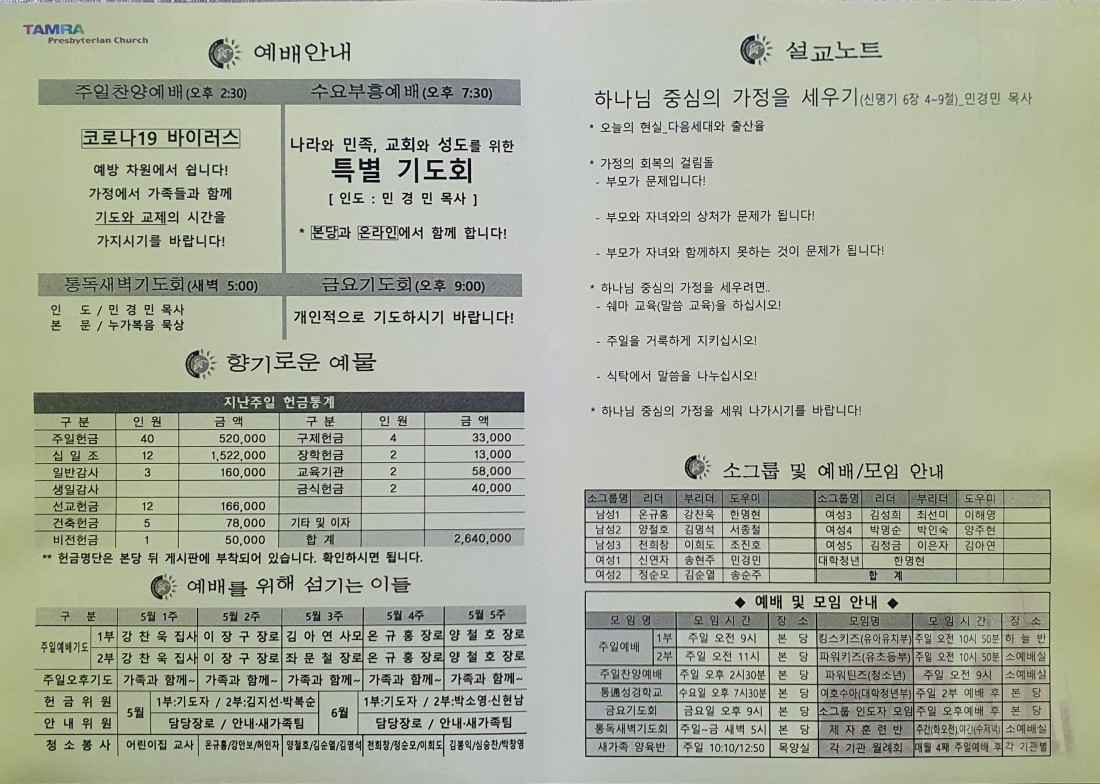 TAMRA
Presbyterian Church
예배안내
주일찬양예배(오후 2:30)
코로나19 바이러스
예방 차원에서 쉽니다!
가정에서 가족들과 함께
기도와 교제의 시간을
가지시기를 바랍니다!
수요부흥예배(오후 7:30)
나라와 민족, 교회와 성도를 위한
특별 기도회
[ 인도 : 민 경 민 목사 ]
* 본당과 온라인에서 함께 합니다!
통독새벽기도회(새벽 5:00)
인 도 / 민 경 민 목사
본 문 / 누가복음 묵상
금요기도회(오후 9:00)
개인적으로 기도하시기 바랍니다!
향기로운 예물
지난주일 헌금통계
구 분 인 원 금 액 구 분 인 원 금 액
주일헌금 40 520,000 구제헌금 4 33,000
십 일 조 12 1,522,000 장학헌금 2 13,000
일반감사 3 160,000 교육기관 2 58,000
생일감사 금식헌금 2 40,000
선교헌금 12 166,000
건축헌금 5 78,000 기타 및 이자
비전헌금 1 50,000 합 계 2,640,000
** 헌금명단은 본당 뒤 게시판에 부착되어 있습니다. 확인하시면 됩니다.
예배를 위해 섬기는 이들
구 분 5월 1주 5월 2주 5월 3주 5월 4주 5월 5주
주일예배기도 1부 강 찬 욱 집사 이 장 구 장로 김 아 연 사모 온 규 홍 장로 양 철 호 장로
2부 강 찬 욱 집사 이 장 구 장로 좌 문 철 장로 온 규 홍 장로 양 철 호 장로
주일오후기도 가족과 함께~ 가족과 함께~ 가족과 함께~ 가족과 함께~ 가족과 함께~
헌 금 위 원 5월 1부:기도자 / 2부:김지선·박복순 6월 1부:기도자 / 2부:박소영·신현남
안 내 위 원 담당장로 / 안내·새가족팀 담당장로 / 안내·새가족팀
청 소 봉 사 어린이집 교사 온규홍/강안보/허인자 양철호/김순열/김명석 천희창/정순모/이희도 김봉익/심승찬/박창영
설교노트
하나님 중심의 가정을 세우기(신명기 6장 4~9절)_민경민 목사
* 오늘의 현실_다음세대와 출산율
* 가정의 회복의 걸림돌
- 부모가 문제입니다!
- 부모와 자녀와의 상처가 문제가 됩니다!
- 부모가 자녀와 함께하지 못하는 것이 문제가 됩니다!
* 하나님 중심의 가정을 세우려면..
- 쉐마 교육(말씀 교육)을 하십시오!
- 주일을 거룩하게 지키십시오!
- 식탁에서 말씀을 나누십시오!
* 하나님 중심의 가정을 세워 나가시기를 바랍니다!
소그룹 및 예배/모임 안내
소그룹명 리더 부리더 도우미 소그룹명 리더 부리더 도우미
남성1 온규홍 강찬욱 한명현 여성3 김성희 최선미 이해영
남성2 양철호 김명석 서종철 여성4 박명순 박인숙 양주현
남성3 천희창 이희도 조진호 여성5 김정금 이은자 김아연
여성1 신연자 송현주 민경민 대학청년 한명현
여성2 정순모 김순열 송순주 합 계
◆ 예배 및 모임 안내 ◆
모 임 명 모 임 시 간 장 소 모임명 모 임 시 간 장 소
주일예배 1부 주일 오전 9시 본 당 킹스키즈(유아유치부) 주일 오전 10시 50분 하 늘 반
2부 주일 오전 11시 본 당 파워키즈(유초등부) 주일 오전 10시 50분 소예배실
주일찬양예배 주일 오후 2시30분 본 당 파워틴즈(청소년) 주일 오전 9시 소예배실
통通성경학교 수요일 오후 7시30분 본 당 여호수아(대학청년부) 주일 2부 예배 후 본 당
금요기도회 금요일 오후 9시 본 당 소그룹 인도자 모임 주일 오후예배 후 본 당
통독새벽기도회 주일~금 새벽 5시 본 당 제 자 훈 련 반 주간(화오전),야간(수저녁) 소예배실
새가족 양육반 주일 10:10/12:50 목양실 각 기관 월례회 매월 4째 주일예배 후 각 기관별